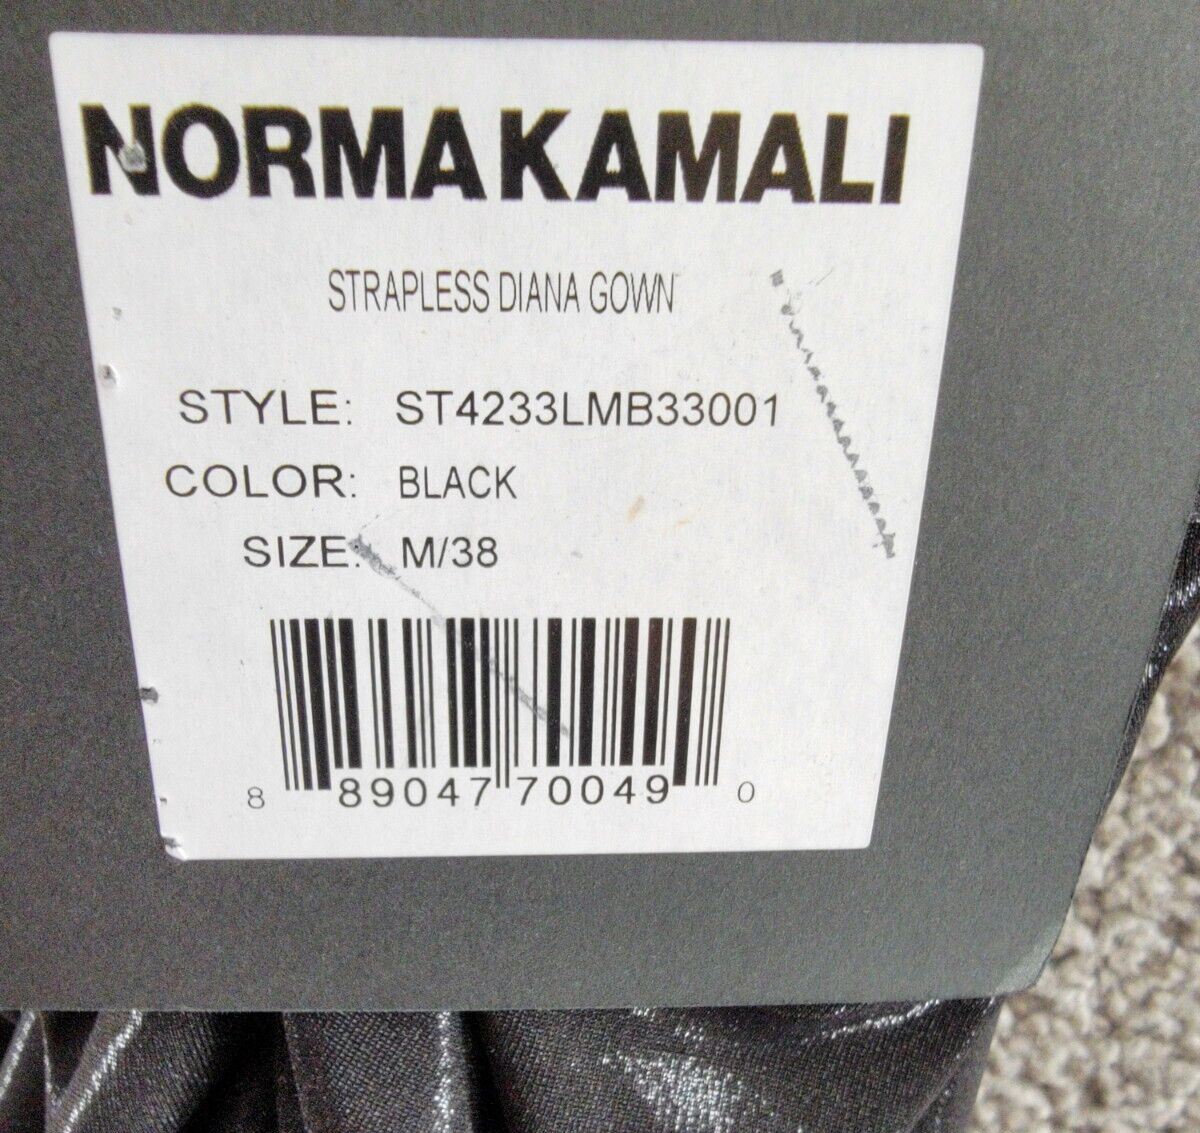 NORMA KAMALI
STRAPLESS DIANA GOWN
STYLE: ST4233LMB33001
COLOR: BLACK
SIZE: M/38
8 89047 70049 0